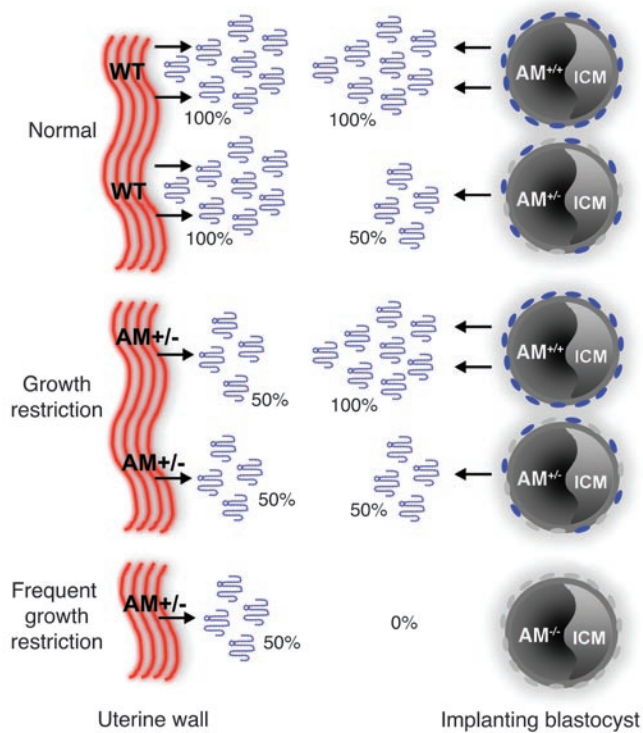 WT
100%
100%
AM+/+ ICM
Normal
WT
100%
50%
AM+/- ICM
AM+/-
50%
100%
AM+/+ ICM
Growth
restriction
AM+/-
50%
50%
AM+/- ICM
Frequent
growth
restriction
AM+/-
50%
0%
AM-/- ICM
Uterine wall
Implanting blastocyst